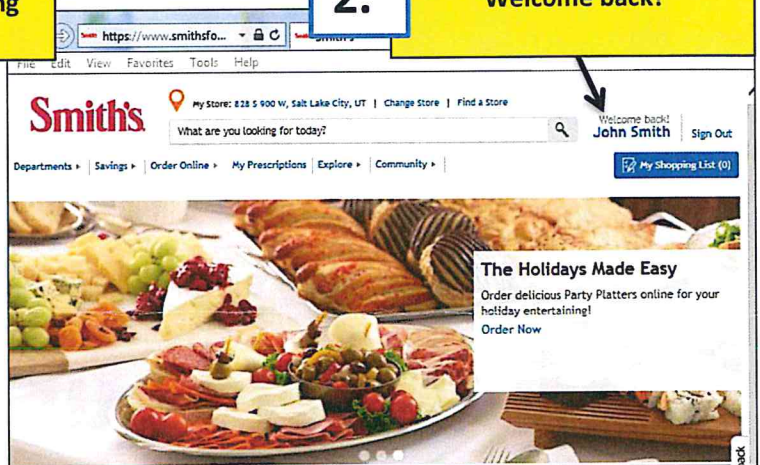 ng
2.
Welcome back!
https://www.smithsfo...
File Edit View Favorites Tools Help
Smith's
My Store: 828 S 900 W, Salt Lake City, UT | Change Store | Find a Store
What are you looking for today?
Welcome back!
John Smith
Sign Out
Departments
Savings
Order Online
My Prescriptions
Explore
Community
My Shopping List (0)
The Holidays Made Easy
Order delicious Party Platters online for your
holiday entertaining!
Order Now